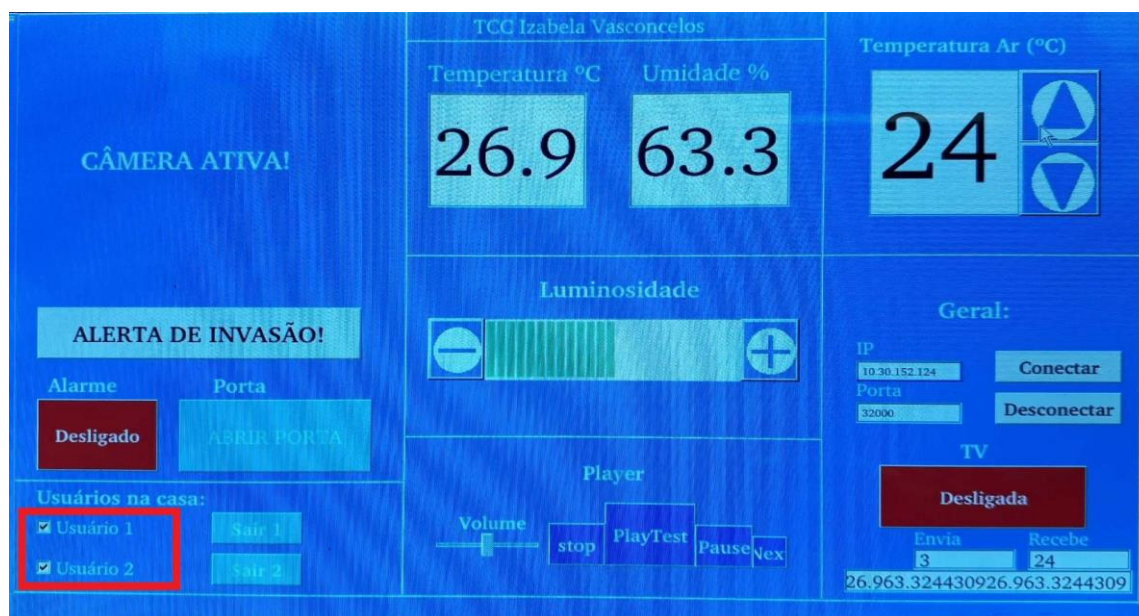 TCC Izabela Vasconcelos
CÂMERA ATIVA!
ALERTA DE INVASÃO!
Alarme
Porta
Desligado
ABRIR PORTA
Usuários na casa:
Usuário 1
Sair 1
Usuário 2
Sair 2
Temperatura ºC
Umidade %
26.9
63.3
Luminosidade
Player
Volume
stop
PlayTest
Pause
Nex
Temperatura Ar (ºC)
24
Geral:
IP
10.30.152.124
Conectar
Porta
32000
Desconectar
TV
Desligada
Envia
Recebe
3
24
26.963.324430926.963.3244309